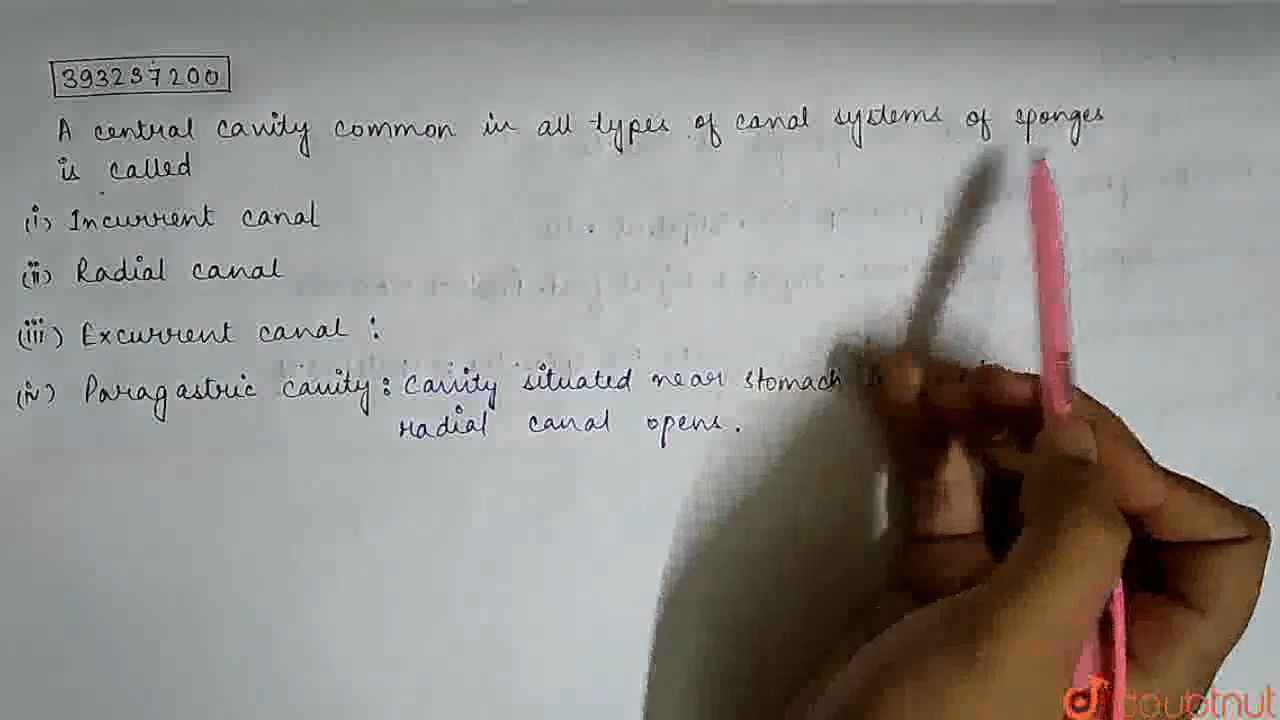 393237200
A central cavity common in all types of canal systems of sponges
is called
(i) Incurrent canal
(ii) Radial canal
(iii) Excurrent canal :
(iv) Paragastric cavity : Cavity situated near stomach
radial canal opens.
doubtnut